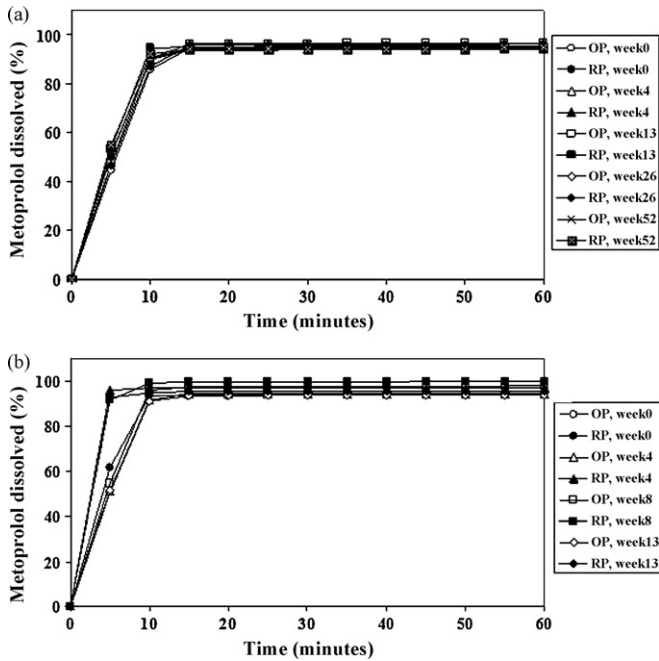 (a)
Metoprolol dissolved (%)
100
80
60
40
20
0
0 10 20 30 40 50 60
Time (minutes)
OP, week0
RP, week0
OP, week4
RP, week4
OP, week13
RP, week13
OP, week26
RP, week26
OP, week52
RP, week52
(b)
Metoprolol dissolved (%)
100
80
60
40
20
0
0 10 20 30 40 50 60
Time (minutes)
OP, week0
RP, week0
OP, week4
RP, week4
OP, week8
RP, week8
OP, week13
RP, week13